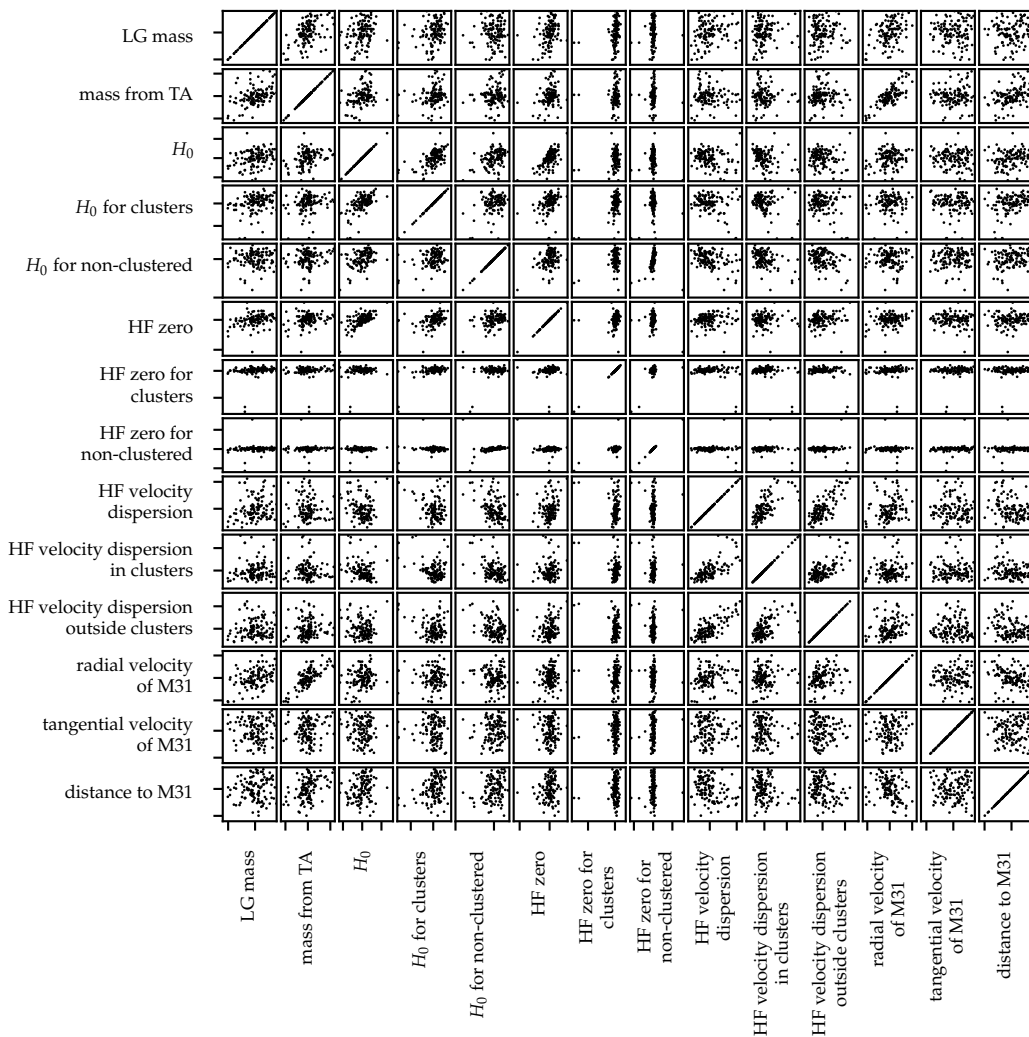 LG mass
mass from TA
H₀
H₀ for clusters
H₀ for non-clustered
HF zero
HF zero for
clusters
HF zero for
non-clustered
HF velocity
dispersion
HF velocity dispersion
in clusters
HF velocity dispersion
outside clusters
radial velocity
of M31
tangential velocity
of M31
distance to M31
LG mass
mass from TA
H₀
H₀ for clusters
H₀ for non-clustered
HF zero
HF zero for
clusters
HF zero for
non-clustered
HF velocity
dispersion
HF velocity dispersion
in clusters
HF velocity dispersion
outside clusters
radial velocity
of M31
tangential velocity
of M31
distance to M31